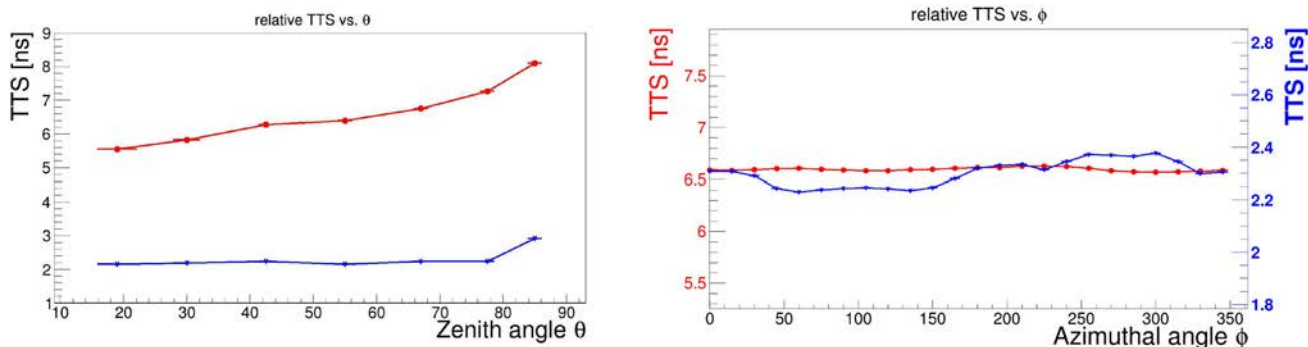 relative TTS vs. θ
TTS [ns]
9
8
7
6
5
4
3
2
1
10 20 30 40 50 60 70 80 90
Zenith angle θ
relative TTS vs. ϕ
TTS [ns]
7.5
7
6.5
6
5.5
TTS [ns]
2.8
2.6
2.4
2.2
2
1.8
0 50 100 150 200 250 300 350
Azimuthal angle ϕ